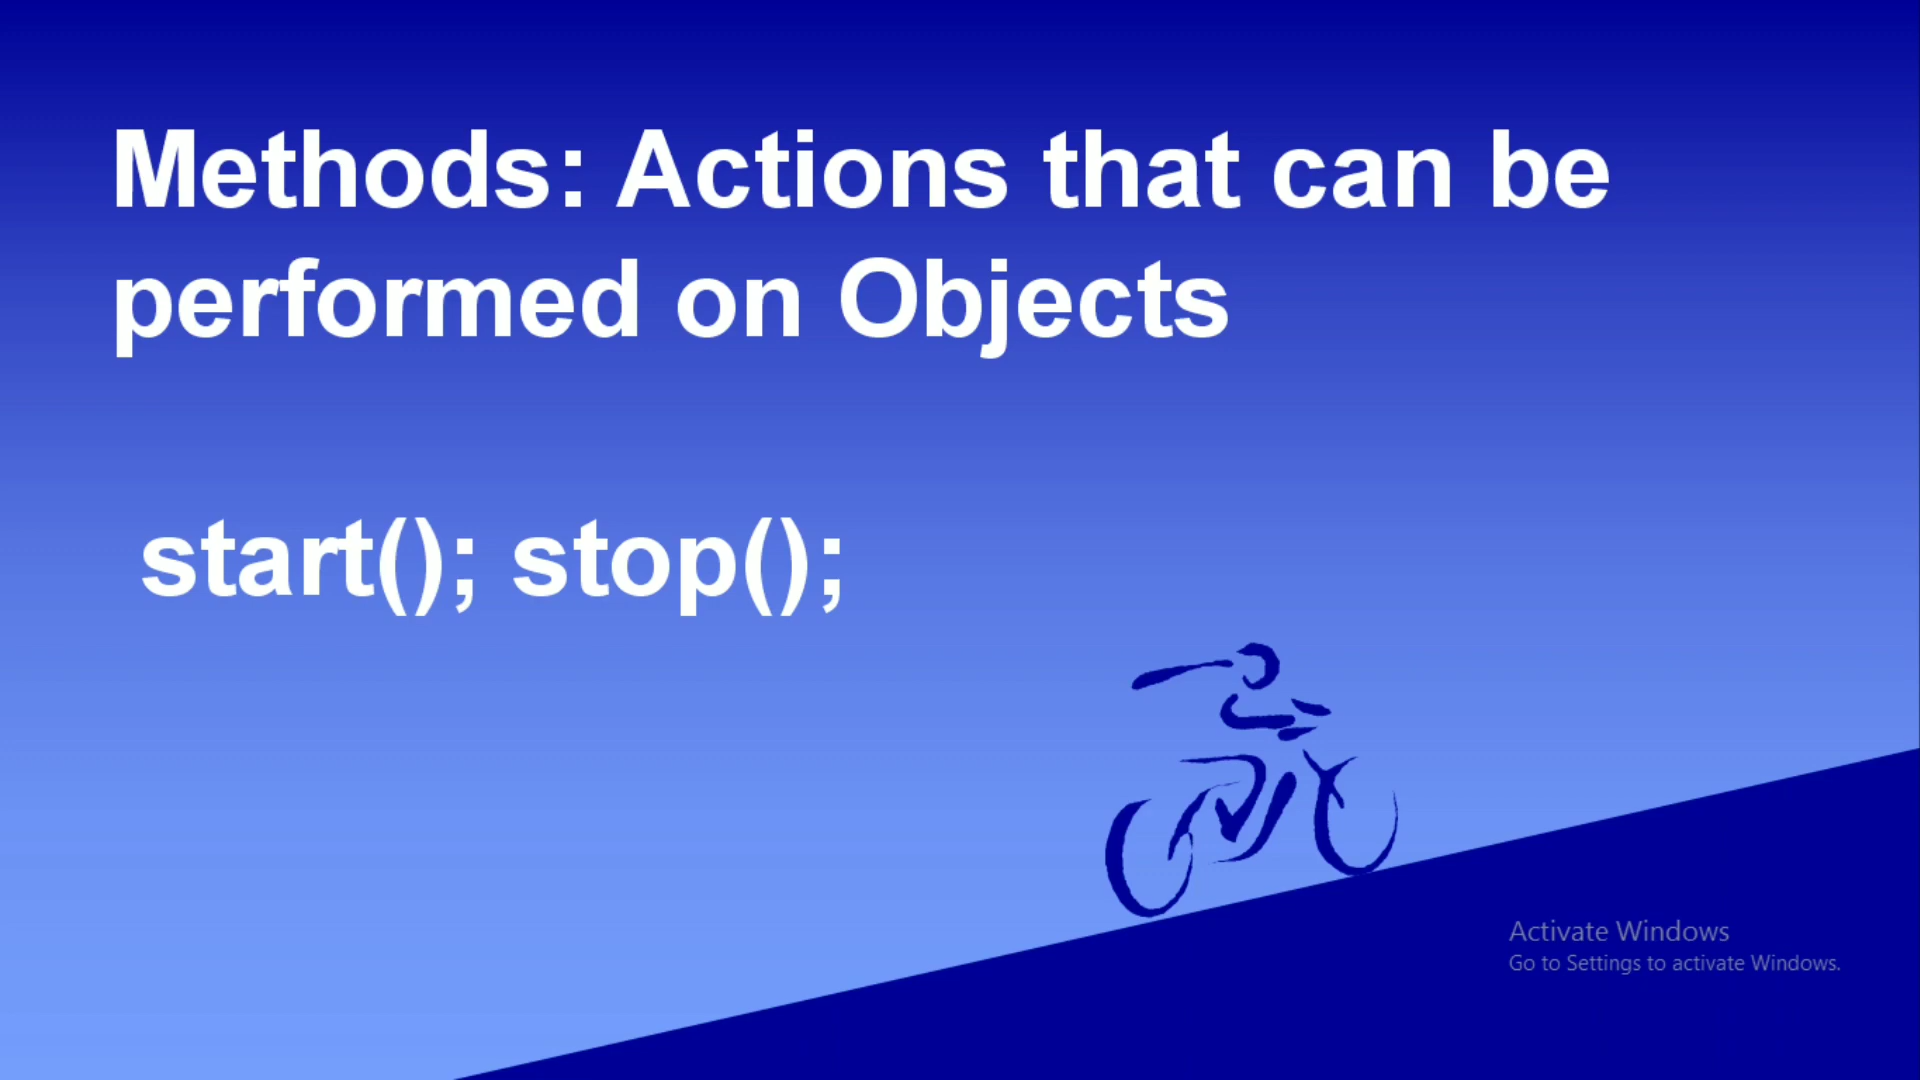 Methods: Actions that can be
performed on Objects
start(); stop();
Activate Windows
Go to Settings to activate Windows.